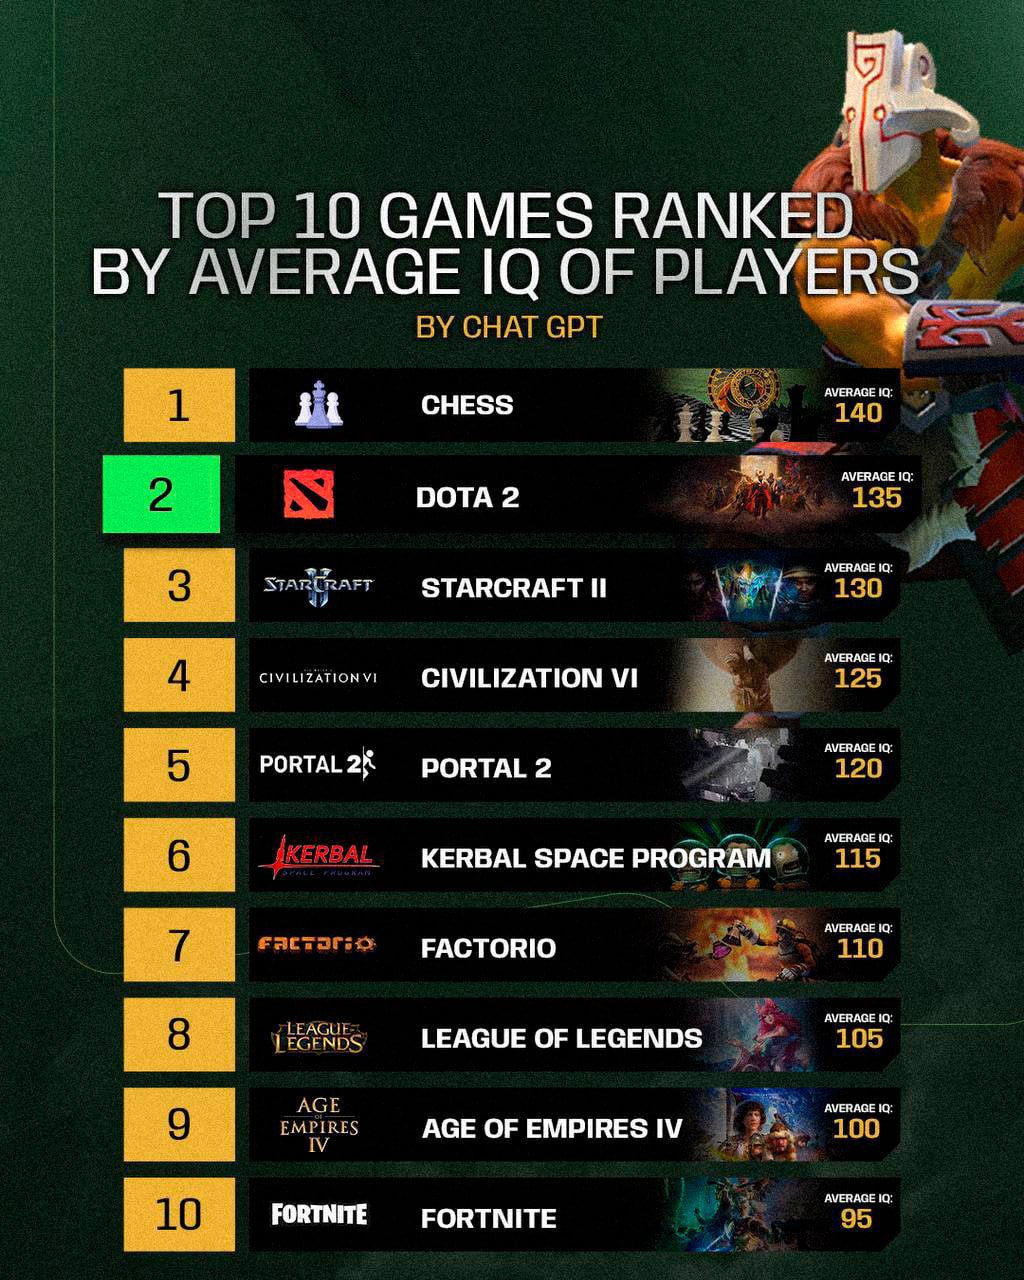 TOP 10 GAMES RANKED
BY AVERAGE IQ OF PLAYERS
BY CHAT GPT
1
CHESS
AVERAGE IQ:
140
2
DOTA 2
AVERAGE IQ:
135
3
STARCRAFT
II
STARCRAFT II
AVERAGE IQ:
130
4
CIVILIZATION VI
CIVILIZATION VI
AVERAGE IQ:
125
5
PORTAL 2
PORTAL 2
AVERAGE IQ:
120
6
KERBAL
SPACE PROGRAM
KERBAL SPACE PROGRAM
AVERAGE IQ:
115
7
FACTORIO
FACTORIO
AVERAGE IQ:
110
8
LEAGUE OF
LEGENDS
LEAGUE OF LEGENDS
AVERAGE IQ:
105
9
AGE
OF
EMPIRES
IV
AGE OF EMPIRES IV
AVERAGE IQ:
100
10
FORTNITE
FORTNITE
AVERAGE IQ:
95